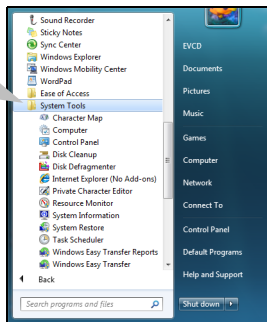 Sound Recorder
Sticky Notes
Sync Center
Windows Explorer
Windows Mobility Center
WordPad
Ease of Access
System Tools
Character Map
Computer
Control Panel
Disk Cleanup
Disk Defragmenter
Internet Explorer (No Add-ons)
Private Character Editor
Resource Monitor
System Information
System Restore
Task Scheduler
Windows Easy Transfer Reports
Windows Easy Transfer
Back
Search programs and files
EVCD
Documents
Pictures
Music
Games
Computer
Network
Connect To
Control Panel
Default Programs
Help and Support
Shut down